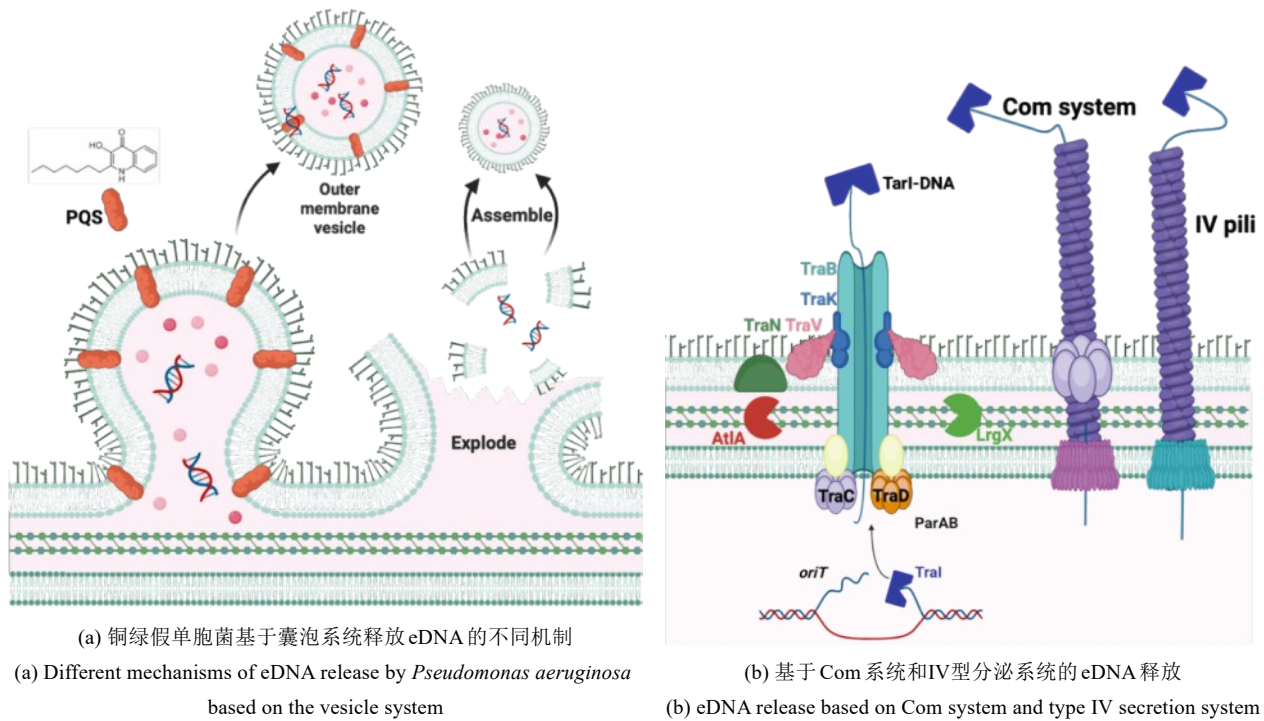 HO
O
N
H
PQS
Outer
membrane
vesicle
Assemble
Explode
(a) 铜绿假单胞菌基于囊泡系统释放eDNA的不同机制
(a) Different mechanisms of eDNA release by Pseudomonas aeruginosa
based on the vesicle system
Com system
TarI-DNA
IV pili
TraB
TraK
TraN TraV
AtlA
LrgX
TraC
TraD
ParAB
oriT
TraI
(b) 基于Com系统和IV型分泌系统的eDNA释放
(b) eDNA release based on Com system and type IV secretion system